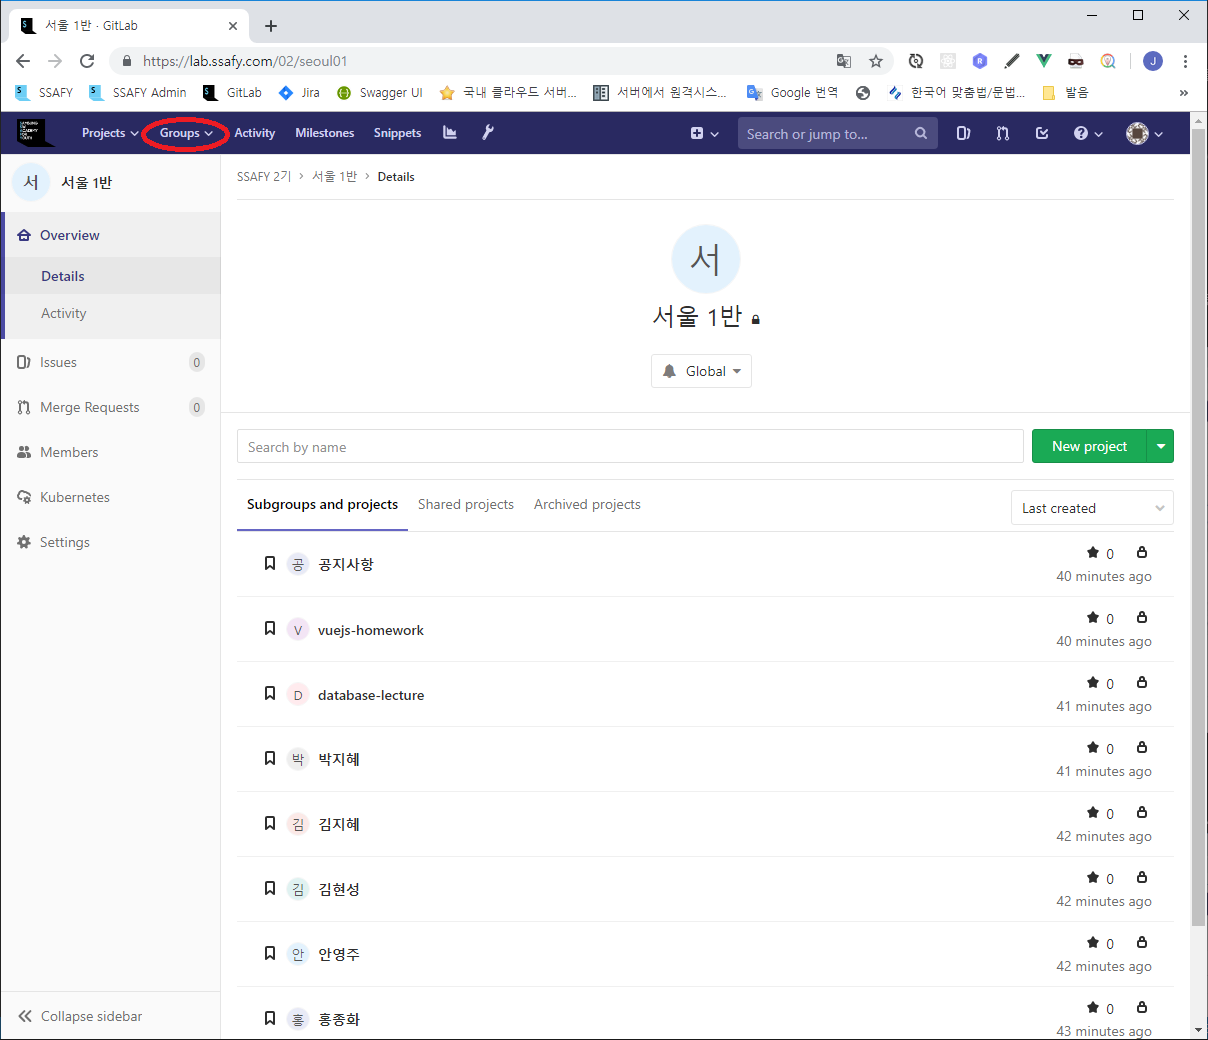 서울 1반 · GitLab
https://lab.ssafy.com/02/seoul01
SSAFY SSAFY Admin GitLab Jira Swagger UI 국내 클라우드 서버... 서버에서 원격시스... Google 번역 한국어 맞춤법/문법... 발음 »
SAMSUNG SW ACADEMY FOR YOUTH
Projects Groups Activity Milestones Snippets Search or jump to...
서 서울 1반
SSAFY 2기 › 서울 1반 › Details
Overview
Details
Activity
Issues 0
Merge Requests 0
Members
Kubernetes
Settings
Collapse sidebar
서
서울 1반
Global
Search by name
New project
Subgroups and projects Shared projects Archived projects
Last created
공 공지사항 0
40 minutes ago
V vuejs-homework 0
40 minutes ago
D database-lecture 0
41 minutes ago
박 박지혜 0
41 minutes ago
김 김지혜 0
42 minutes ago
김 김현성 0
42 minutes ago
안 안영주 0
42 minutes ago
홍 홍종화 0
43 minutes ago